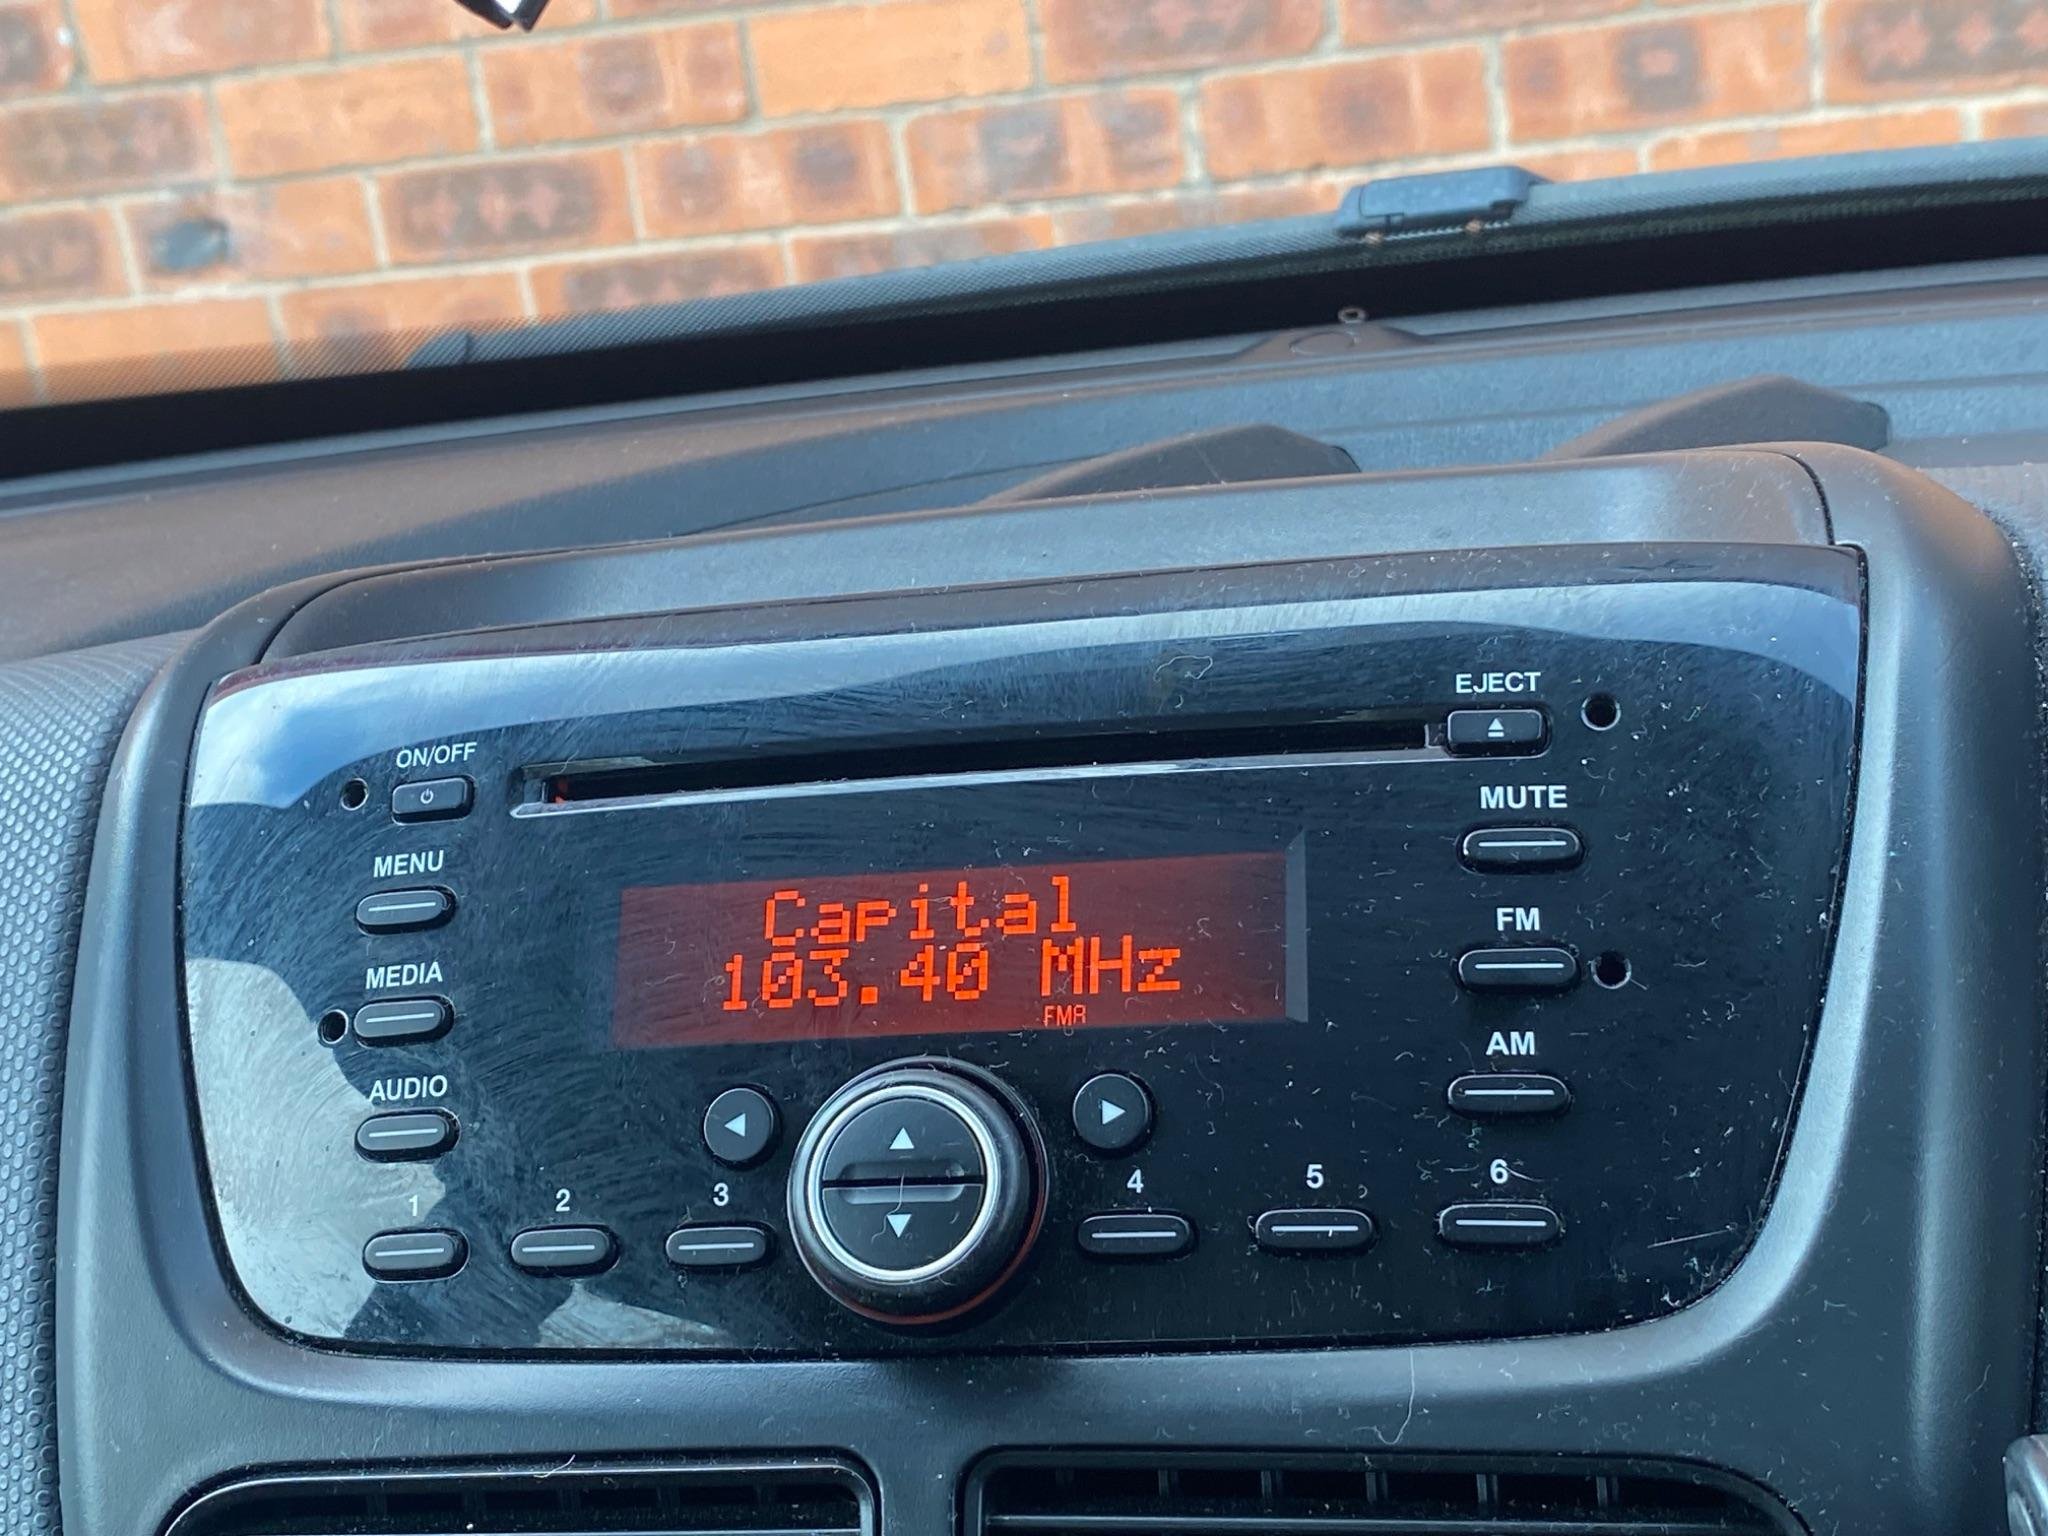 EJECT
ON/OFF
MUTE
MENU
Capital
FM
103.40 MHz
MEDIA
FMA
AM
AUDIO
1 2 3 4 5 6